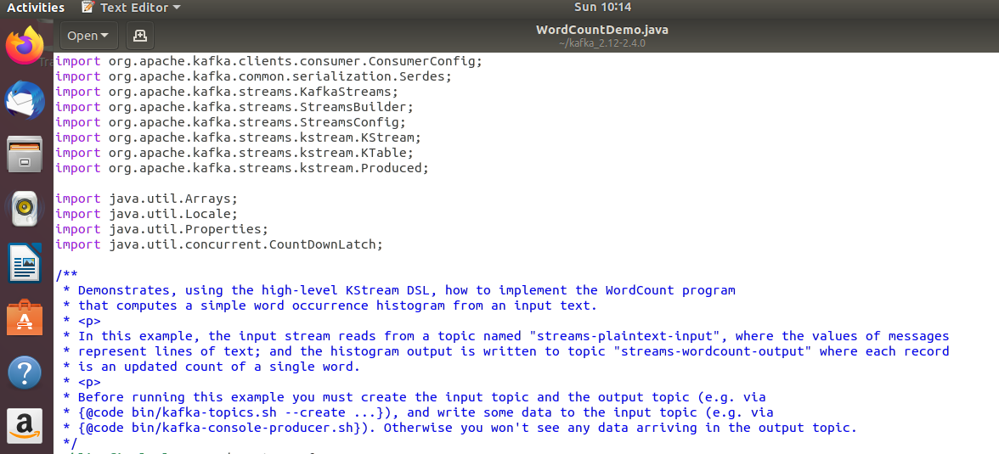 Activities Text Editor Sun 10:14
Open WordCountDemo.java
~/kafka_2.12-2.4.0
import org.apache.kafka.clients.consumer.ConsumerConfig;
import org.apache.kafka.common.serialization.Serdes;
import org.apache.kafka.streams.KafkaStreams;
import org.apache.kafka.streams.StreamsBuilder;
import org.apache.kafka.streams.StreamsConfig;
import org.apache.kafka.streams.kstream.KStream;
import org.apache.kafka.streams.kstream.KTable;
import org.apache.kafka.streams.kstream.Produced;
import java.util.Arrays;
import java.util.Locale;
import java.util.Properties;
import java.util.concurrent.CountDownLatch;
/**
* Demonstrates, using the high-level KStream DSL, how to implement the WordCount program
* that computes a simple word occurrence histogram from an input text.
* <p>
* In this example, the input stream reads from a topic named "streams-plaintext-input", where the values of messages
* represent lines of text; and the histogram output is written to topic "streams-wordcount-output" where each record
* is an updated count of a single word.
* <p>
* Before running this example you must create the input topic and the output topic (e.g. via
* {@code bin/kafka-topics.sh --create ...}), and write some data to the input topic (e.g. via
* {@code bin/kafka-console-producer.sh}). Otherwise you won't see any data arriving in the output topic.
*/